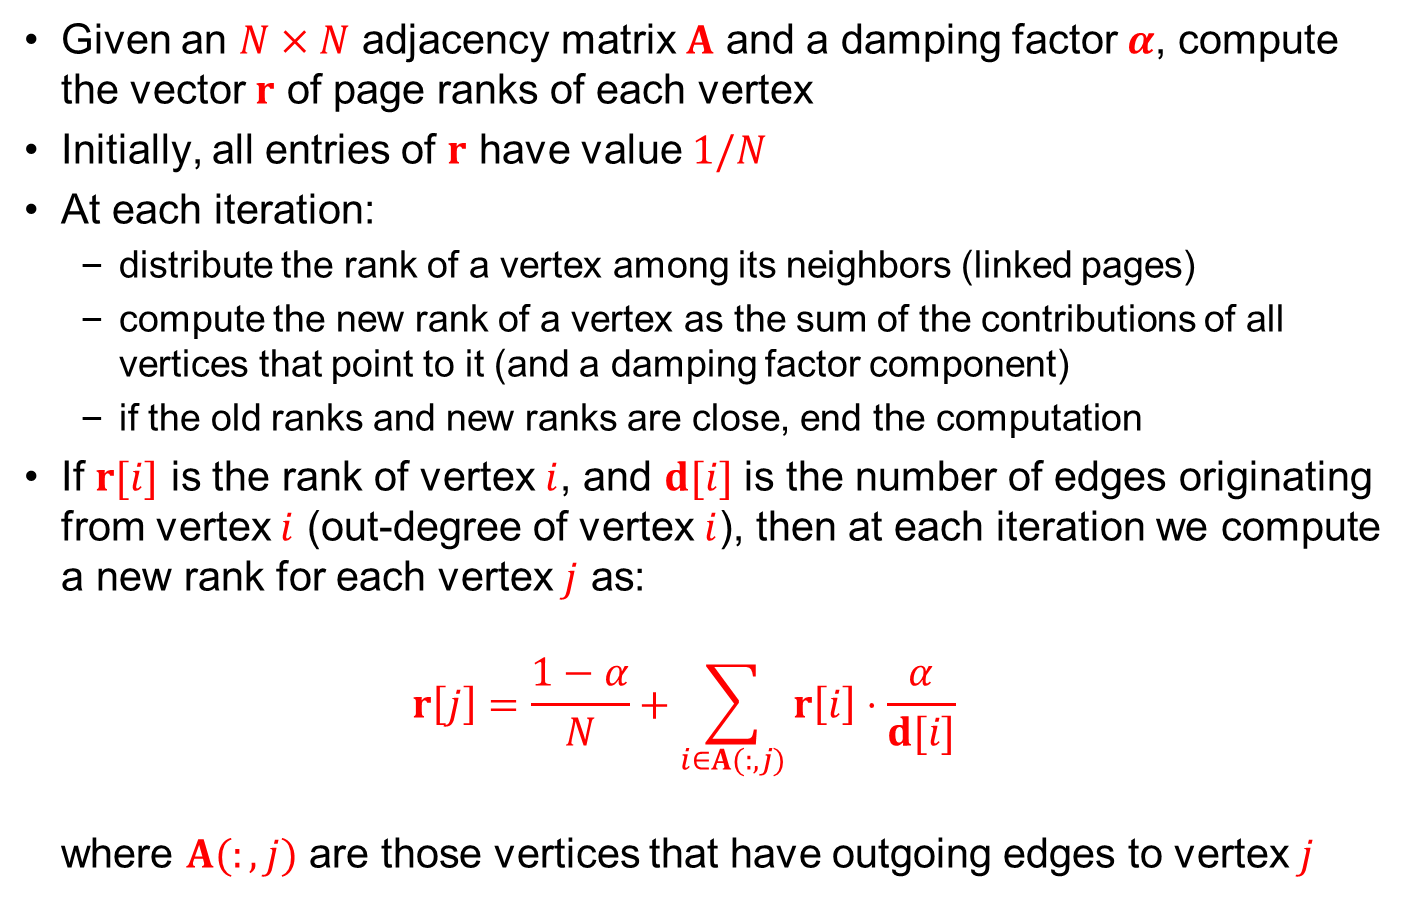 • Given an N × N adjacency matrix A and a damping factor α, compute
the vector r of page ranks of each vertex
• Initially, all entries of r have value 1/N
• At each iteration:
– distribute the rank of a vertex among its neighbors (linked pages)
– compute the new rank of a vertex as the sum of the contributions of all
vertices that point to it (and a damping factor component)
– if the old ranks and new ranks are close, end the computation
• If r[i] is the rank of vertex i, and d[i] is the number of edges originating
from vertex i (out-degree of vertex i), then at each iteration we compute
a new rank for each vertex j as:
r[j] = (1 − α)/N + ∑_{i∈A(:,j)} r[i] · α/d[i]
where A(:,j) are those vertices that have outgoing edges to vertex j